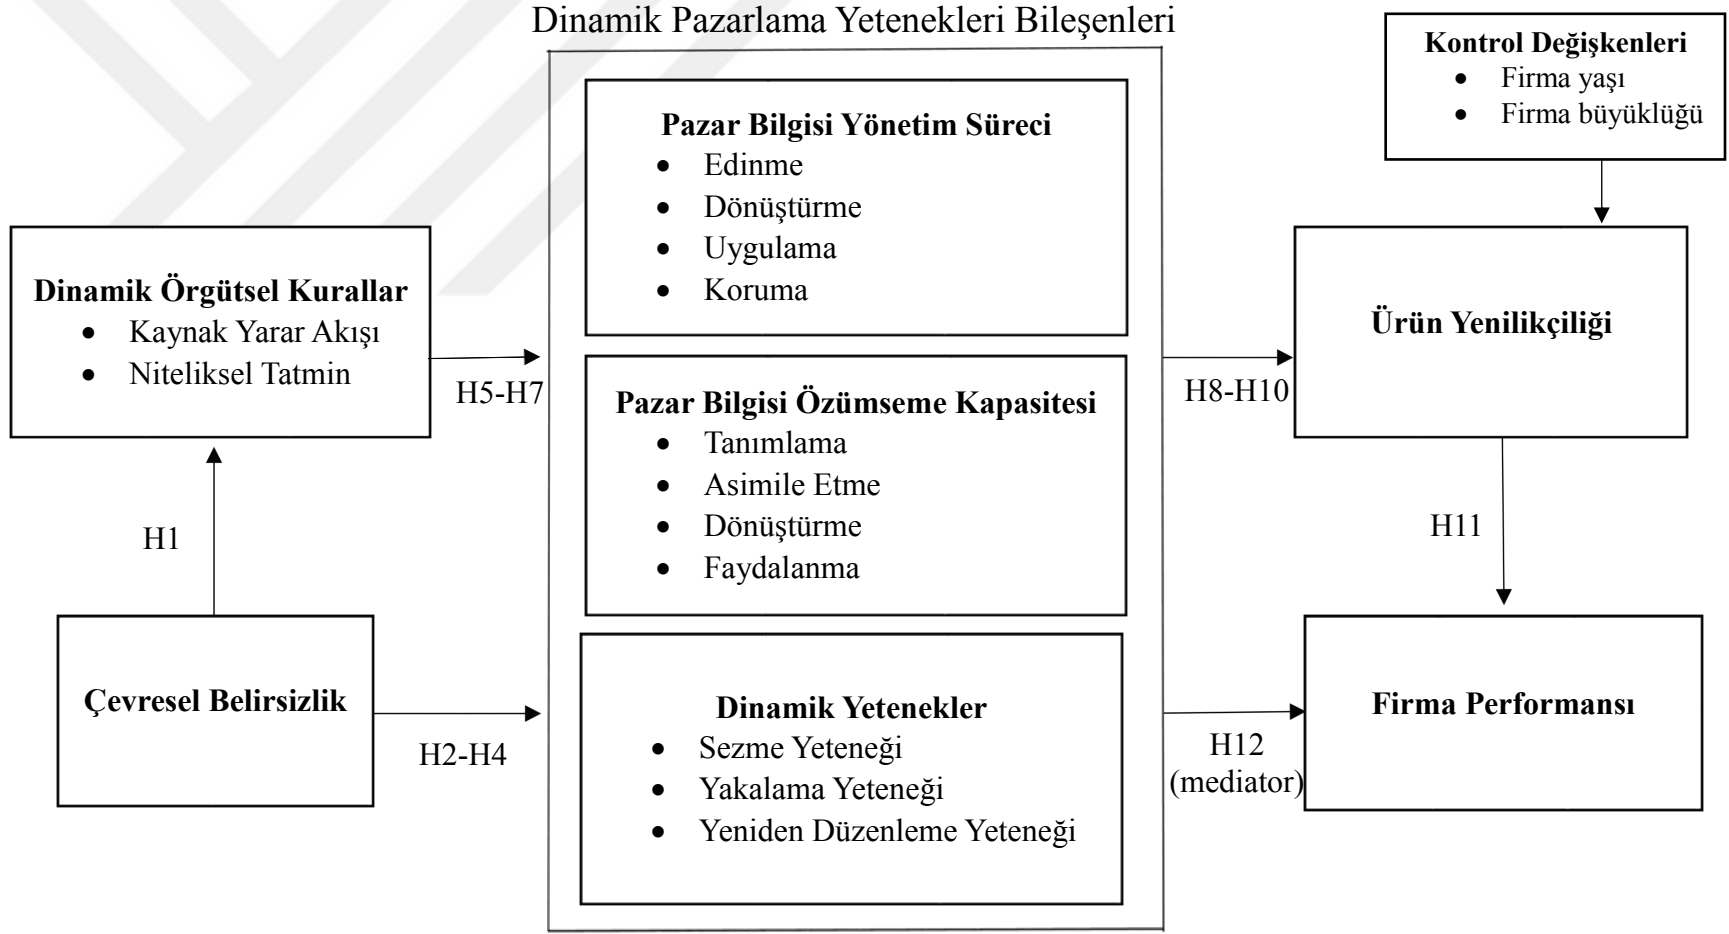 Dinamik Pazarlama Yetenekleri Bileşenleri
Kontrol Değişkenleri
• Firma yaşı
• Firma büyüklüğü
Pazar Bilgisi Yönetim Süreci
• Edinme
• Dönüştürme
• Uygulama
• Koruma
Dinamik Örgütsel Kurallar
• Kaynak Yarar Akışı
• Niteliksel Tatmin
H5-H7
Pazar Bilgisi Özümseme Kapasitesi
• Tanımlama
• Asimile Etme
• Dönüştürme
• Faydalanma
Ürün Yenilikçiliği
H8-H10
H1
H11
Çevresel Belirsizlik
H2-H4
Dinamik Yetenekler
• Sezme Yeteneği
• Yakalama Yeteneği
• Yeniden Düzenleme Yeteneği
H12
(mediator)
Firma Performansı